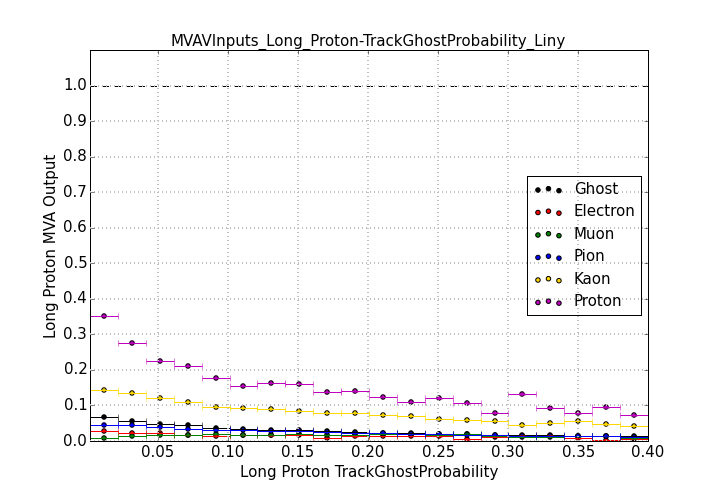 MVAVInputs_Long_Proton-TrackGhostProbability_Liny
Long Proton MVA Output
1.0
0.9
0.8
0.7
0.6
0.5
0.4
0.3
0.2
0.1
0.0
Ghost
Electron
Muon
Pion
Kaon
Proton
0.05 0.10 0.15 0.20 0.25 0.30 0.35 0.40
Long Proton TrackGhostProbability